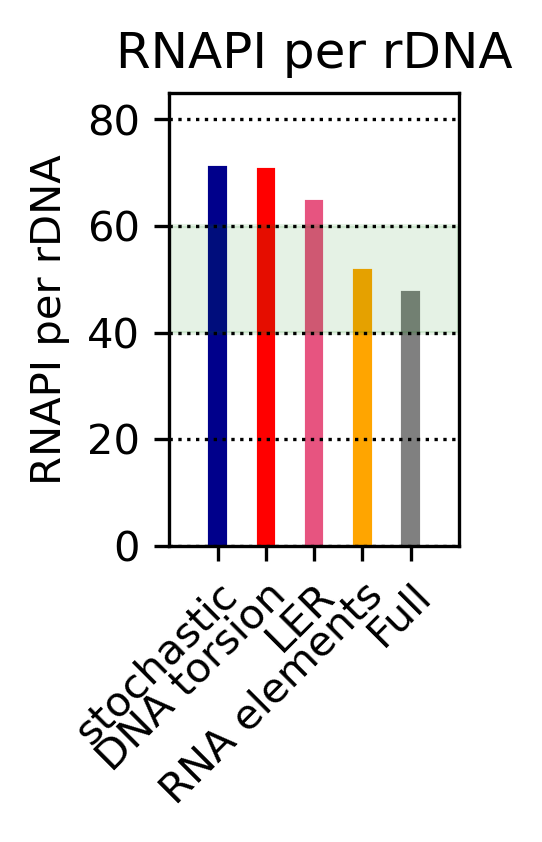 RNAPI per rDNA
RNAPI per rDNA
80
60
40
20
0
stochastic
DNA torsion
LER
RNA elements
Full